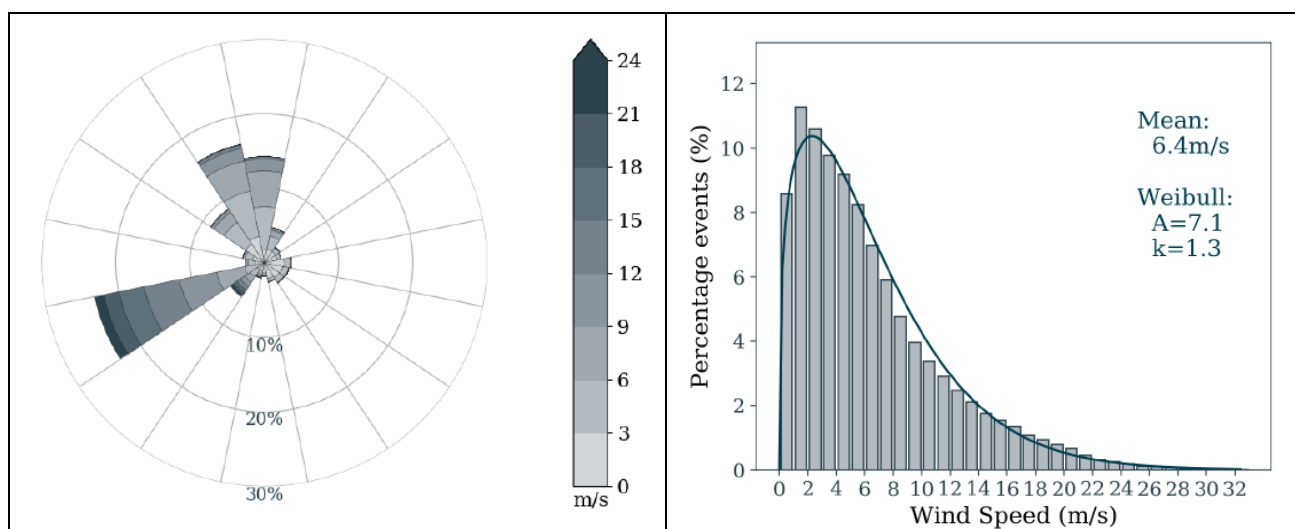 10%
20%
30%
24
21
18
15
12
9
6
3
0
m/s
Percentage events (%)
12
10
8
6
4
2
0
Mean:
6.4m/s
Weibull:
A=7.1
k=1.3
0 2 4 6 8 10 12 14 16 18 20 22 24 26 28 30 32
Wind Speed (m/s)